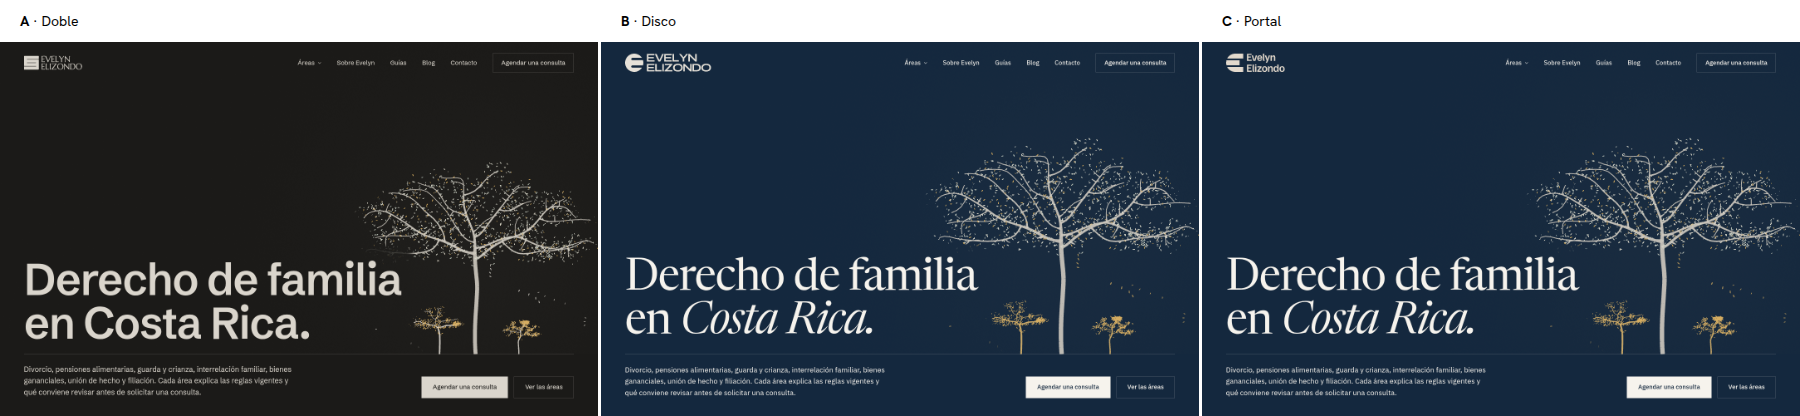 A · Doble
EVELYN
ELIZONDO
Áreas
Sobre Evelyn
Guías
Blog
Contacto
Agendar una consulta
Derecho de familia
en Costa Rica.
Divorcio, pensiones alimentarias, guarda y crianza, interrelación familiar, bienes
gananciales, unión de hecho y filiación. Cada área explica las reglas vigentes y
qué conviene revisar antes de solicitar una consulta.
Agendar una consulta
Ver las áreas
B · Disco
EVELYN
ELIZONDO
Áreas
Sobre Evelyn
Guías
Blog
Contacto
Agendar una consulta
Derecho de familia
en Costa Rica.
Divorcio, pensiones alimentarias, guarda y crianza, interrelación familiar, bienes
gananciales, unión de hecho y filiación. Cada área explica las reglas vigentes y
qué conviene revisar antes de solicitar una consulta.
Agendar una consulta
Ver las áreas
C · Portal
Evelyn
Elizondo
Áreas
Sobre Evelyn
Guías
Blog
Contacto
Agendar una consulta
Derecho de familia
en Costa Rica.
Divorcio, pensiones alimentarias, guarda y crianza, interrelación familiar, bienes
gananciales, unión de hecho y filiación. Cada área explica las reglas vigentes y
qué conviene revisar antes de solicitar una consulta.
Agendar una consulta
Ver las áreas